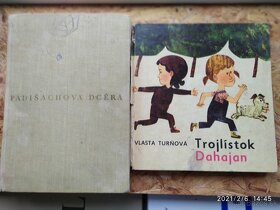 PADIŠACHOVA DCÉRA
VLASTA TURŇOVÁ
Trojlístok
Dahajan
2021/2/6 14:45